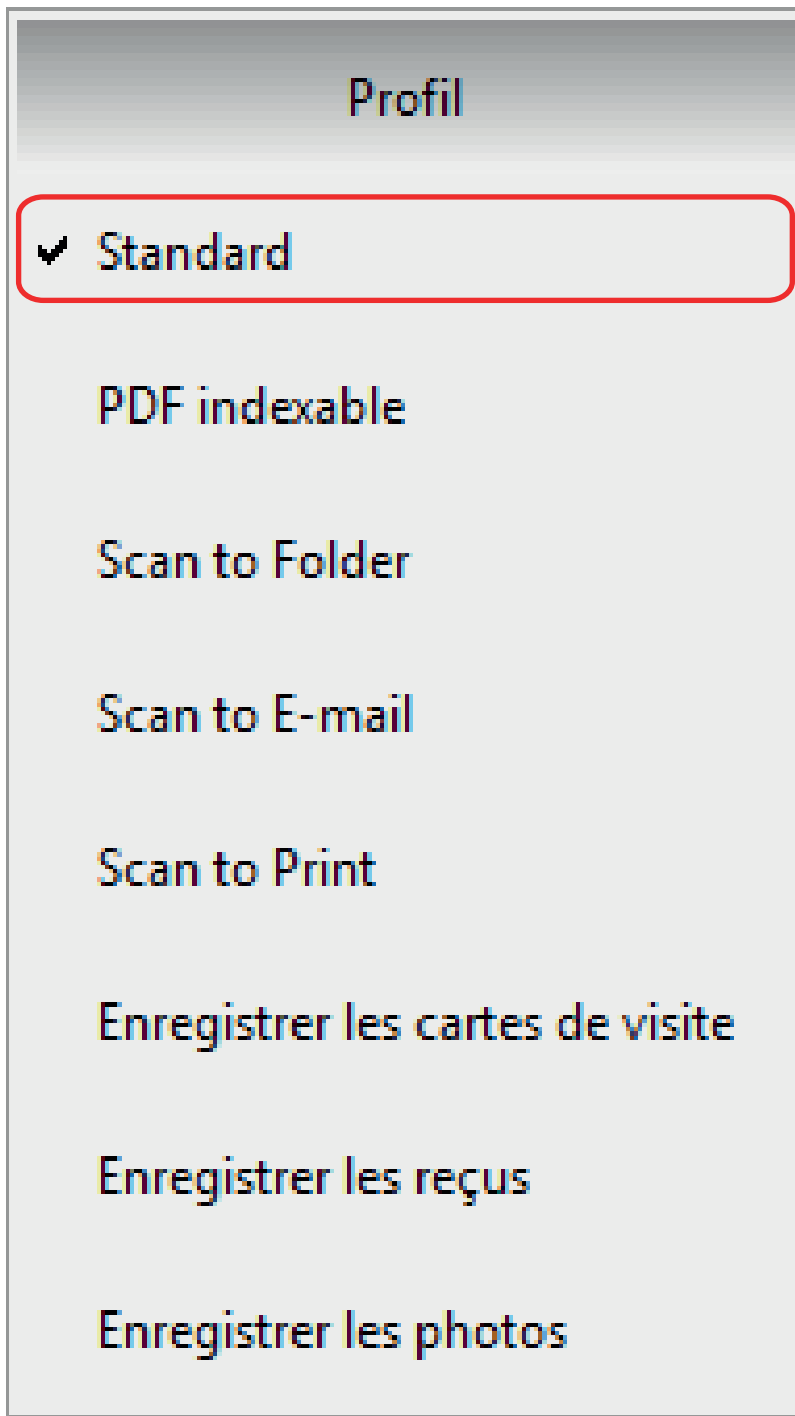 Profil
Standard
PDF indexable
Scan to Folder
Scan to E-mail
Scan to Print
Enregistrer les cartes de visite
Enregistrer les reçus
Enregistrer les photos